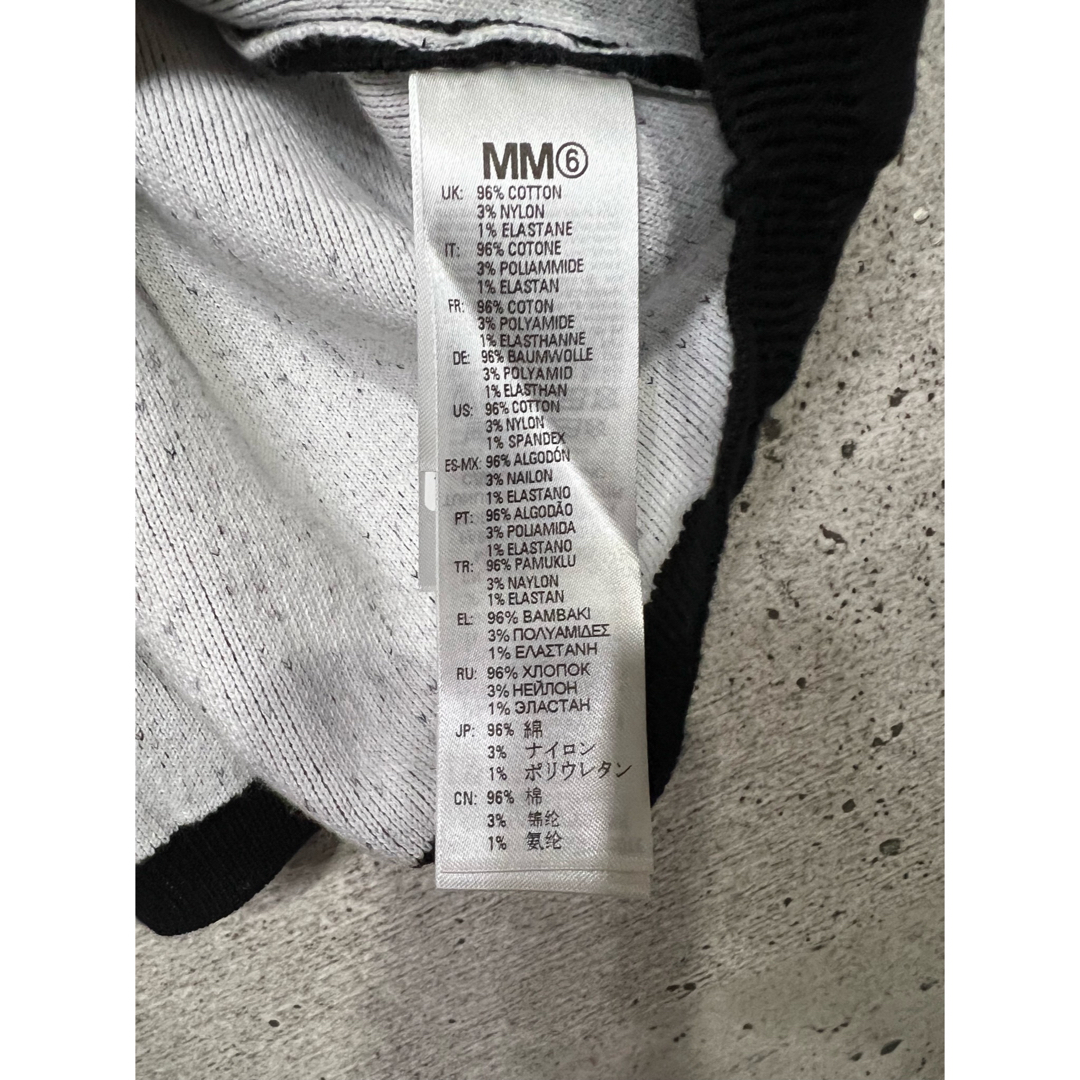 MM⑥
UK: 96% COTTON
3% NYLON
1% ELASTANE
IT: 96% COTONE
3% POLIAMMIDE
1% ELASTAN
FR: 96% COTON
3% POLYAMIDE
1% ELASTHANNE
DE: 96% BAUMWOLLE
3% POLYAMID
1% ELASTHAN
US: 96% COTTON
3% NYLON
1% SPANDEX
ES-MX: 96% ALGODÓN
3% NAILON
1% ELASTANO
PT: 96% ALGODÃO
3% POLIAMIDA
1% ELASTANO
TR: 96% PAMUKLU
3% NAYLON
1% ELASTAN
EL: 96% ΒΑΜΒΑΚΙ
3% ΠΟΛΥΑΜΙΔΕΣ
1% ΕΛΑΣΤΑΝΗ
RU: 96% ХЛОПОК
3% НЕЙЛОН
1% ЭЛАСТАН
JP: 96% 綿
3% ナイロン
1% ポリウレタン
CN: 96% 棉
3% 锦纶
1% 氨纶